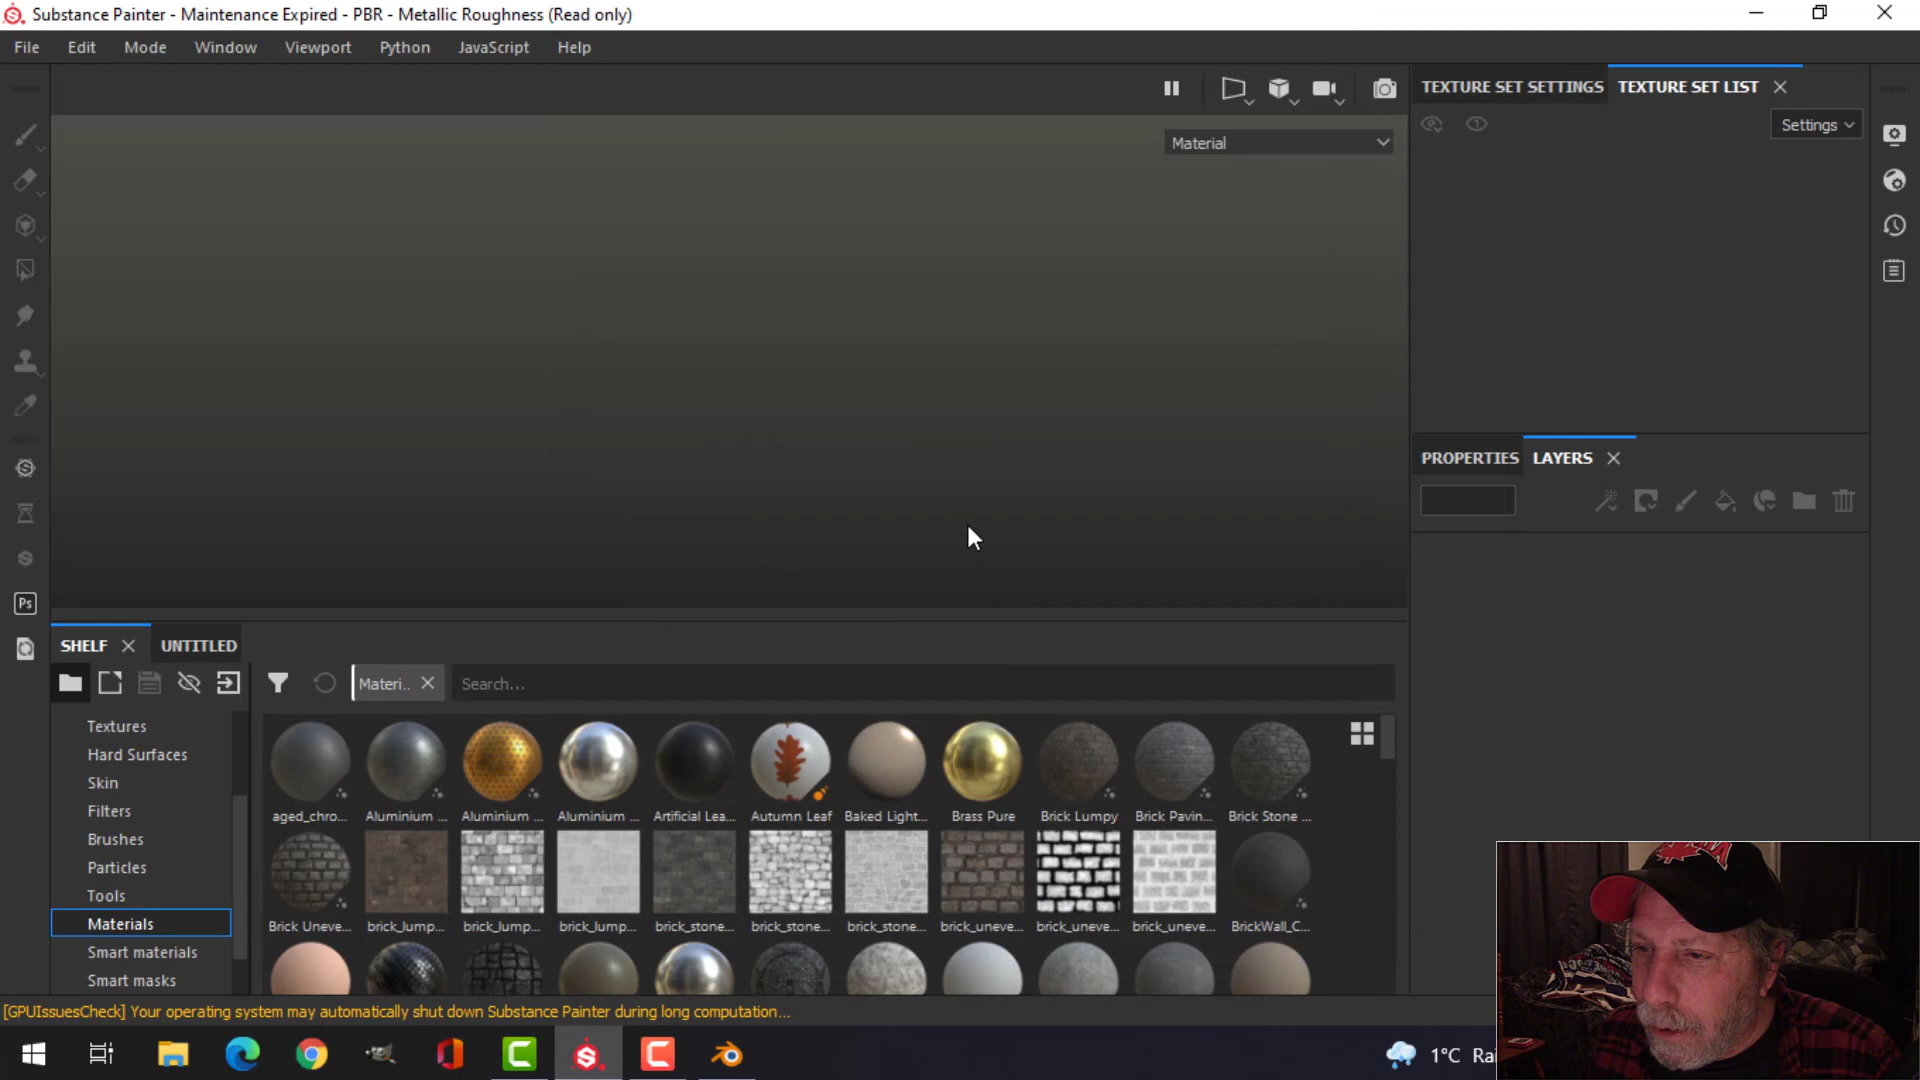 Substance Painter - Maintenance Expired - PBR - Metallic Roughness (Read only)
File Edit Mode Window Viewport Python JavaScript Help
TEXTURE SET SETTINGS TEXTURE SET LIST
Settings
Material
PROPERTIES LAYERS
Ps
SHELF UNTITLED
Materi.. Search...
Textures
Hard Surfaces
Skin
Filters
Brushes
Particles
Tools
Materials
Smart materials
Smart masks
aged_chro... Aluminium ... Aluminium ... Aluminium ... Artificial Lea... Autumn Leaf Baked Light... Brass Pure Brick Lumpy Brick Pavin... Brick Stone ...
Brick Uneve... brick_lump... brick_lump... brick_lump... brick_stone... brick_stone... brick_stone... brick_uneve... brick_uneve... brick_uneve... BrickWall_C...
[GPUIssuesCheck] Your operating system may automatically shut down Substance Painter during long computation...
1°C Rai